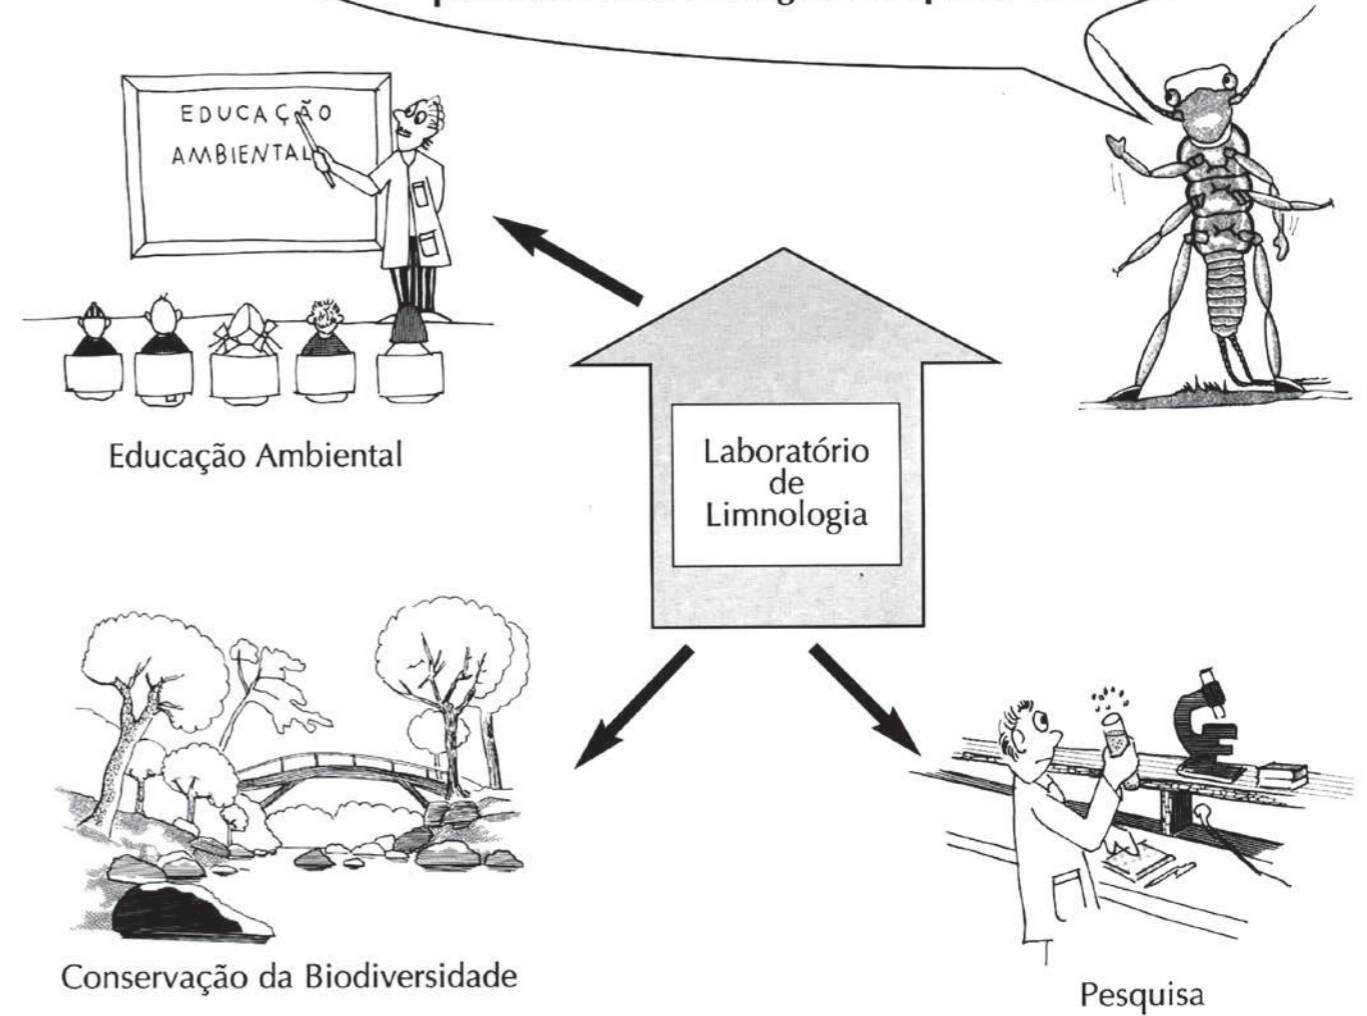 EDUCAÇÃO
AMBIENTAL
Educação Ambiental
Laboratório
de
Limnologia
Conservação da Biodiversidade
Pesquisa